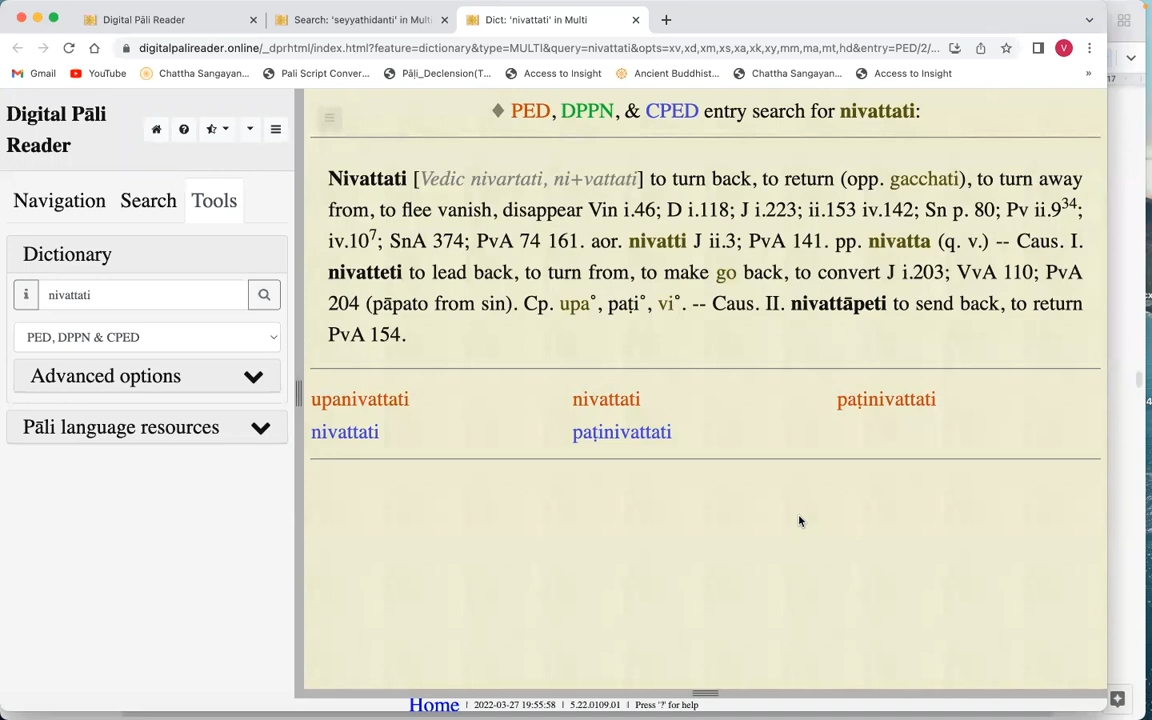 Digital Pāli Reader
Search: 'seyyathidanti' in Mult
Dict: 'nivattati' in Multi
digitalpalireader.online/_dprhtml/index.html?feature=dictionary&type=MULTI&query=nivattati&opts=xv,xd,xm,xs,xa,xk,xy,mm,ma,mt,hd&entry=PED/2/...
V
Gmail
YouTube
Chattha Sangayan...
Pali Script Conver...
Pāḷi_Declension(T...
Access to Insight
Ancient Buddhist...
Chattha Sangayan...
Access to Insight
»
17
Digital Pāli
Reader
Navigation Search Tools
Dictionary
nivattati
PED, DPPN & CPED
Advanced options
Pāli language resources
♦ PED, DPPN, & CPED entry search for nivattati:
Nivattati [Vedic nivartati, ni+vattati] to turn back, to return (opp. gacchati), to turn away
from, to flee vanish, disappear Vin i.46; D i.118; J i.223; ii.153 iv.142; Sn p. 80; Pv ii.9³⁴;
iv.10⁷; SnA 374; PvA 74 161. aor. nivatti J ii.3; PvA 141. pp. nivatta (q. v.) -- Caus. I.
nivatteti to lead back, to turn from, to make go back, to convert J i.203; VvA 110; PvA
204 (pāpato from sin). Cp. upa˚, paṭi˚, vi˚. -- Caus. II. nivattāpeti to send back, to return
PvA 154.
upanivattati nivattati paṭinivattati
nivattati paṭinivattati
Home | 2022-03-27 19:55:58 | 5.22.0109.01 | Press '?' for help